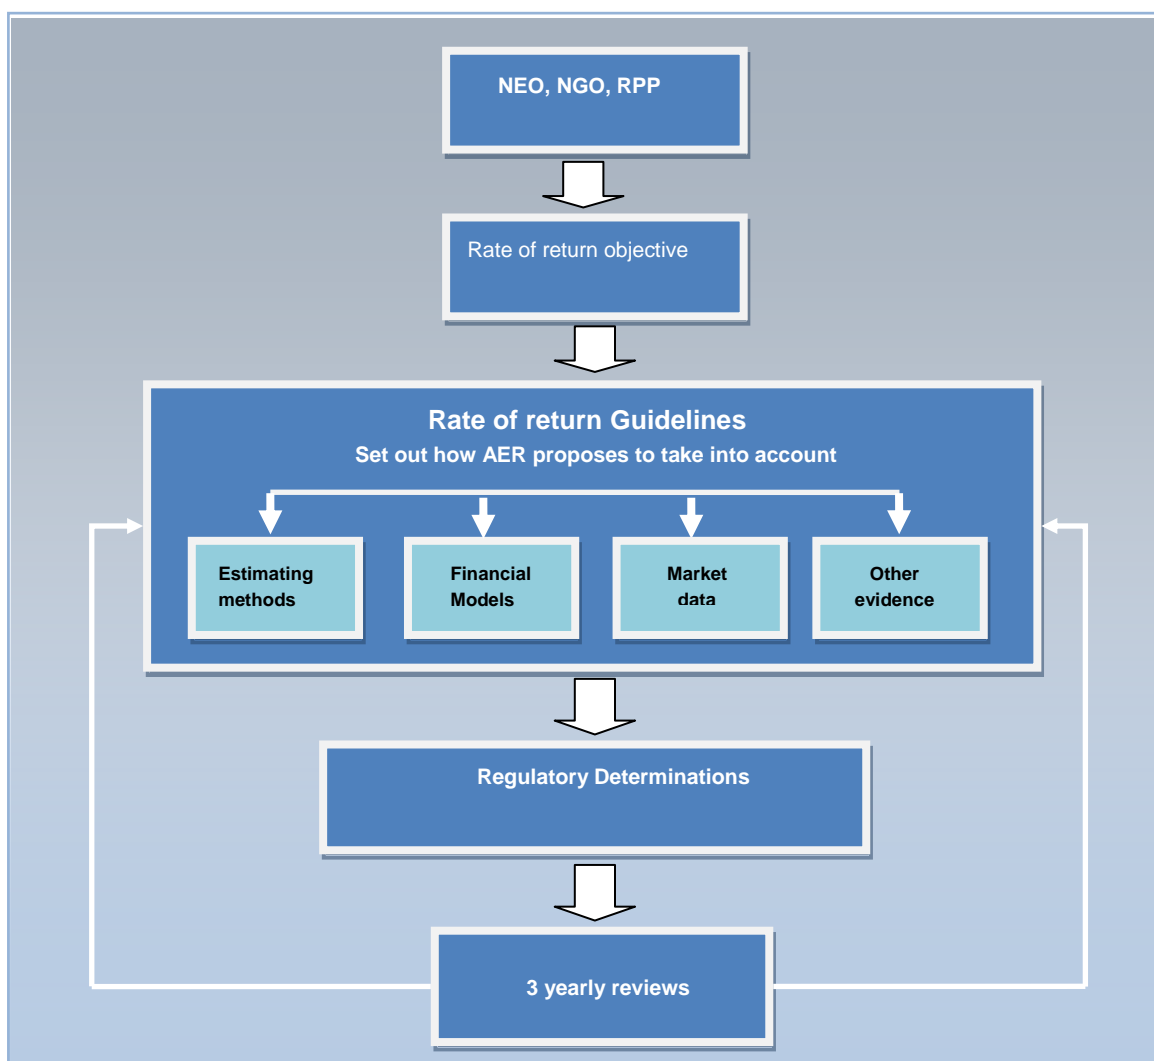 NEO, NGO, RPP
Rate of return objective
Rate of return Guidelines
Set out how AER proposes to take into account
Estimating
methods
Financial
Models
Market
data
Other
evidence
Regulatory Determinations
3 yearly reviews